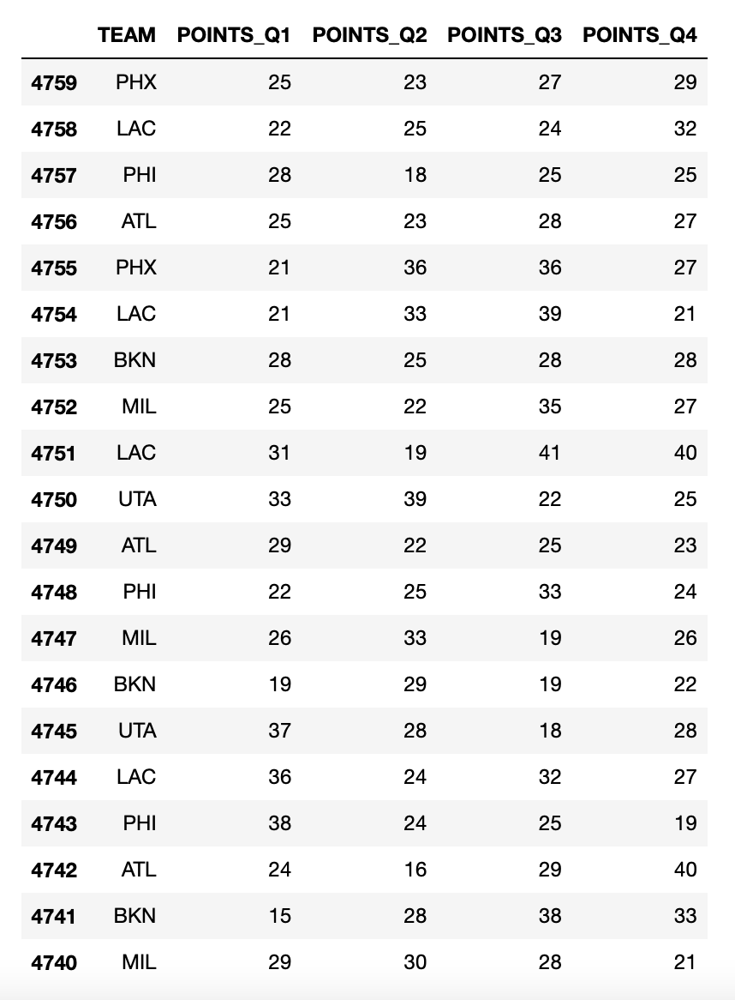 TEAM POINTS_Q1 POINTS_Q2 POINTS_Q3 POINTS_Q4
4759 PHX 25 23 27 29
4758 LAC 22 25 24 32
4757 PHI 28 18 25 25
4756 ATL 25 23 28 27
4755 PHX 21 36 36 27
4754 LAC 21 33 39 21
4753 BKN 28 25 28 28
4752 MIL 25 22 35 27
4751 LAC 31 19 41 40
4750 UTA 33 39 22 25
4749 ATL 29 22 25 23
4748 PHI 22 25 33 24
4747 MIL 26 33 19 26
4746 BKN 19 29 19 22
4745 UTA 37 28 18 28
4744 LAC 36 24 32 27
4743 PHI 38 24 25 19
4742 ATL 24 16 29 40
4741 BKN 15 28 38 33
4740 MIL 29 30 28 21